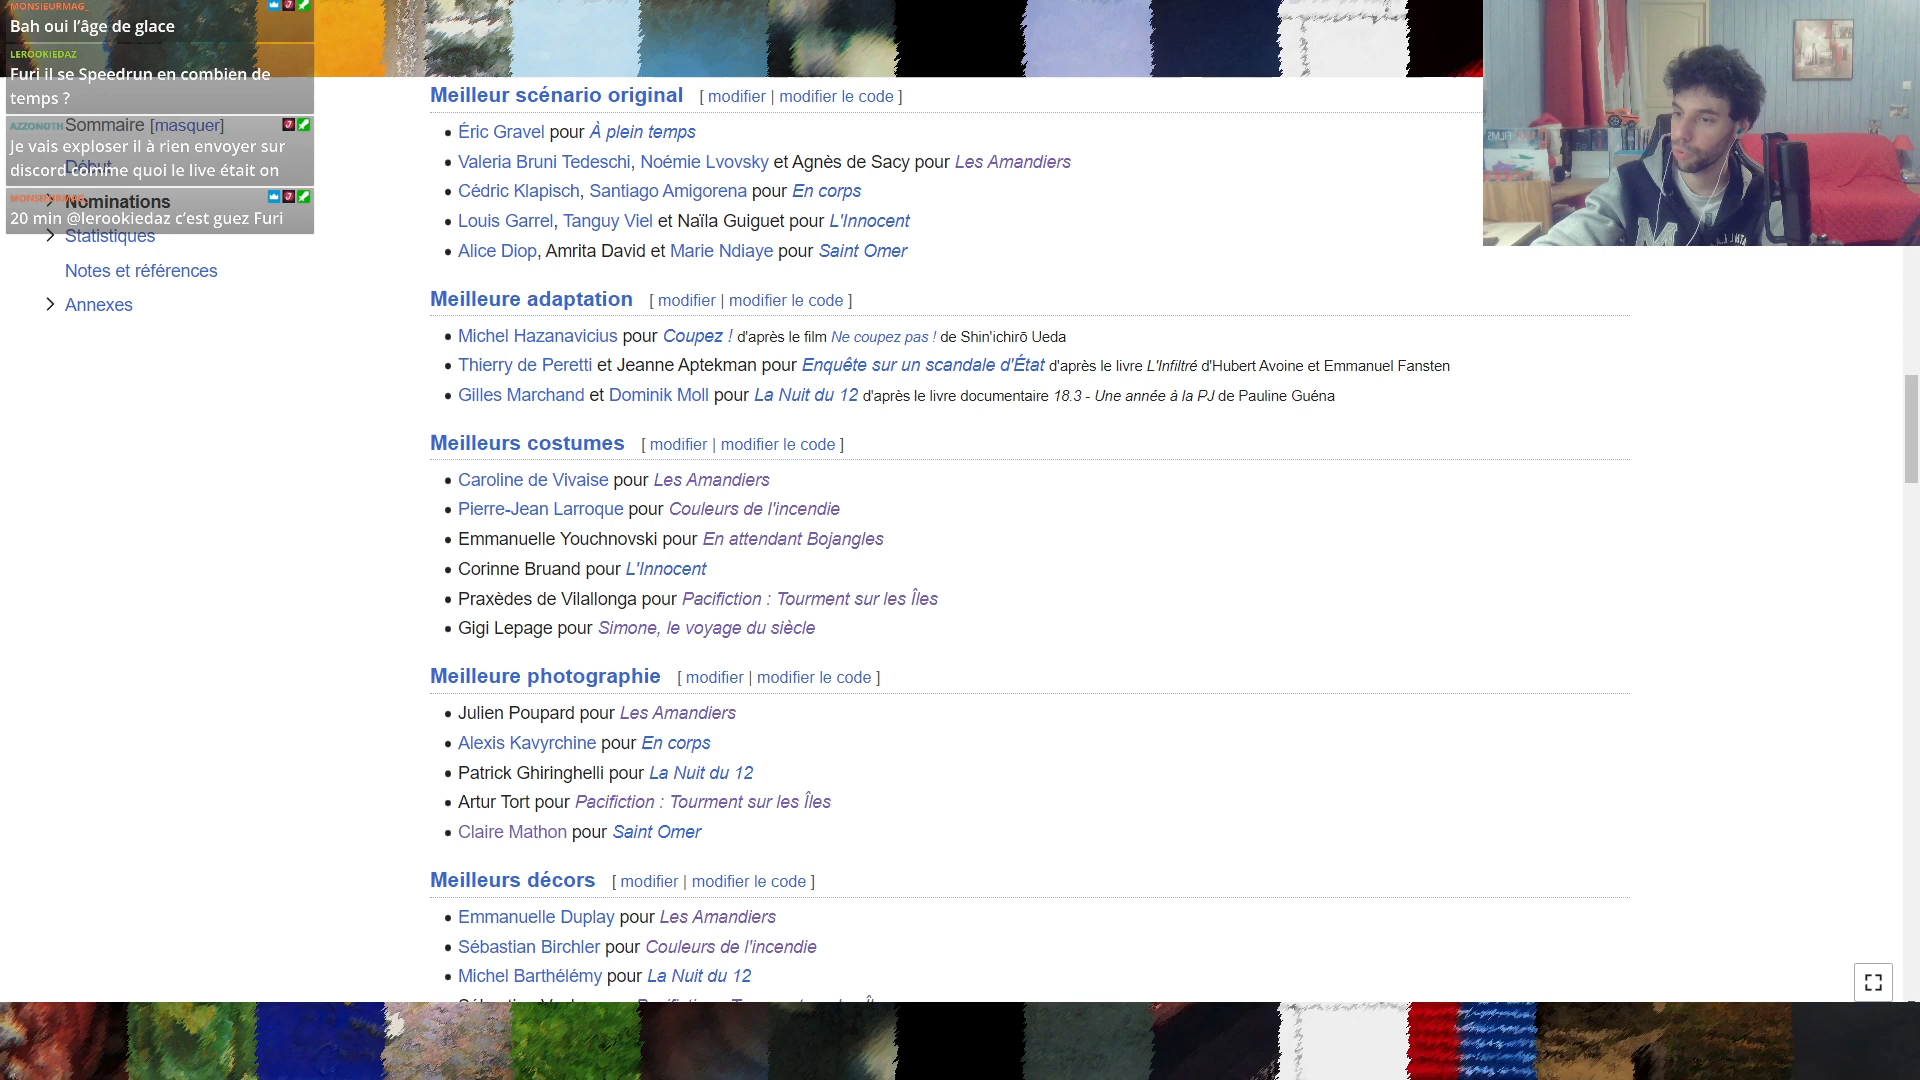 MONSIEURMAG_
Bah oui l'âge de glace
LEROOKIEDAZ
Furi il se Speedrun en combien de
temps ?
AZZONOTH
Je vais exploser il à rien envoyer sur
discord comme quoi le live était on
MONSIEURMAG_
20 min @lerookiedaz c'est guez Furi
Sommaire [masquer]
Début
Nominations
Statistiques
Notes et références
Annexes
Meilleur scénario original [ modifier | modifier le code ]
Éric Gravel pour À plein temps
Valeria Bruni Tedeschi, Noémie Lvovsky et Agnès de Sacy pour Les Amandiers
Cédric Klapisch, Santiago Amigorena pour En corps
Louis Garrel, Tanguy Viel et Naïla Guiguet pour L'Innocent
Alice Diop, Amrita David et Marie Ndiaye pour Saint Omer
Meilleure adaptation [ modifier | modifier le code ]
Michel Hazanavicius pour Coupez ! d'après le film Ne coupez pas ! de Shin'ichirō Ueda
Thierry de Peretti et Jeanne Aptekman pour Enquête sur un scandale d'État d'après le livre L'Infiltré d'Hubert Avoine et Emmanuel Fansten
Gilles Marchand et Dominik Moll pour La Nuit du 12 d'après le livre documentaire 18.3 - Une année à la PJ de Pauline Guéna
Meilleurs costumes [ modifier | modifier le code ]
Caroline de Vivaise pour Les Amandiers
Pierre-Jean Larroque pour Couleurs de l'incendie
Emmanuelle Youchnovski pour En attendant Bojangles
Corinne Bruand pour L'Innocent
Praxèdes de Vilallonga pour Pacifiction : Tourment sur les Îles
Gigi Lepage pour Simone, le voyage du siècle
Meilleure photographie [ modifier | modifier le code ]
Julien Poupard pour Les Amandiers
Alexis Kavyrchine pour En corps
Patrick Ghiringhelli pour La Nuit du 12
Artur Tort pour Pacifiction : Tourment sur les Îles
Claire Mathon pour Saint Omer
Meilleurs décors [ modifier | modifier le code ]
Emmanuelle Duplay pour Les Amandiers
Sébastian Birchler pour Couleurs de l'incendie
Michel Barthélémy pour La Nuit du 12